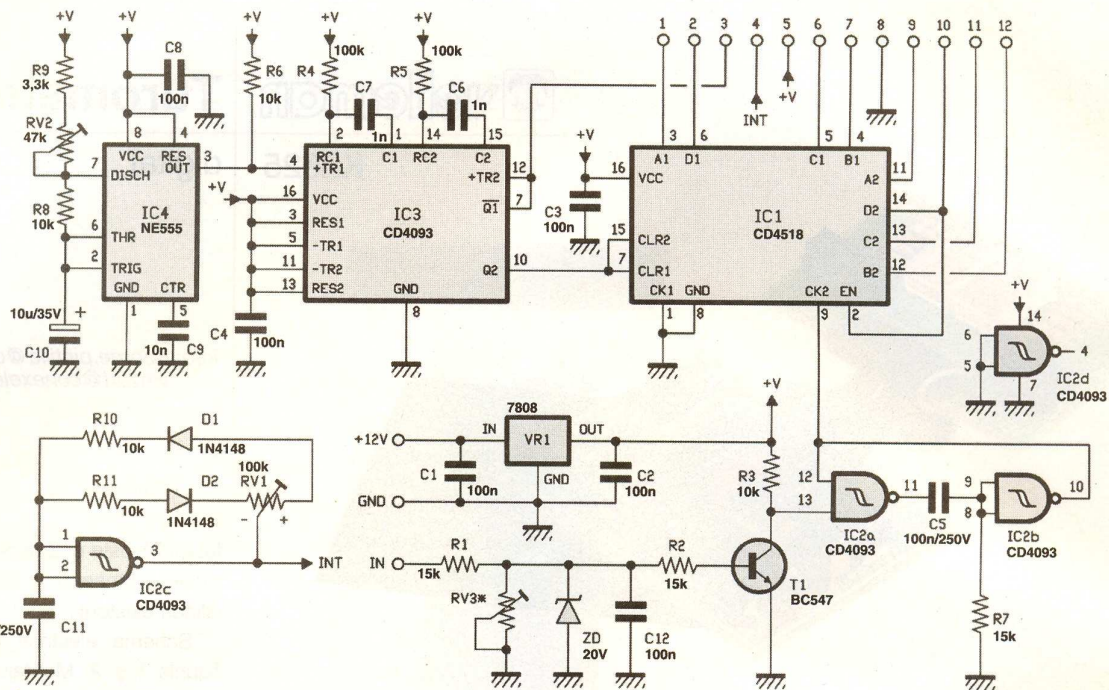 1 2 3 4 5 6 7 8 9 10 11 12
+V +V +V +V +V
R9
3,3k
RV2
47k
R8
10k
C8
100n
8 4
VCC RES
OUT 3
7 DISCH
IC4
NE555
6 THR
2 TRIG
GND CTR
1 5
10u/35V +
C10
10n C9
R6
10k
100k
R4
C7
1n
100k
R5
C6
1n
2 1 14 15
RC1 C1 RC2 C2
4 +TR1
+V
16 VCC
3 RES1
5 -TR1
11 -TR2
13 RES2
IC3
CD4093
+TR2 12
Q1 7
Q2 10
GND
8
C4
100n
INT
+V
+V
C3
100n
3 6 5 4
A1 D1 C1 B1
16 VCC
IC1
CD4518
A2 11
D2 14
C2 13
B2 12
15 CLR2
7 CLR1
CK1 GND CK2 EN
1 8 9 2
+V
14
6
5
4
7
IC2d
CD4093
R10
10k
D1
1N4148
100k
RV1
R11
10k
D2
1N4148
- +
1
2
3
INT
IC2c
CD4093
/250V C11
+12V
7808
IN VR1 OUT
GND
C1
100n
C2
100n
GND
+V
R3
10k
IN
R1
15k
RV3*
ZD
20V
C12
100n
R2
15k
T1
BC547
12
13
11
IC2a
CD4093
C5
100n/250V
9
8
10
IC2b
CD4093
R7
15k